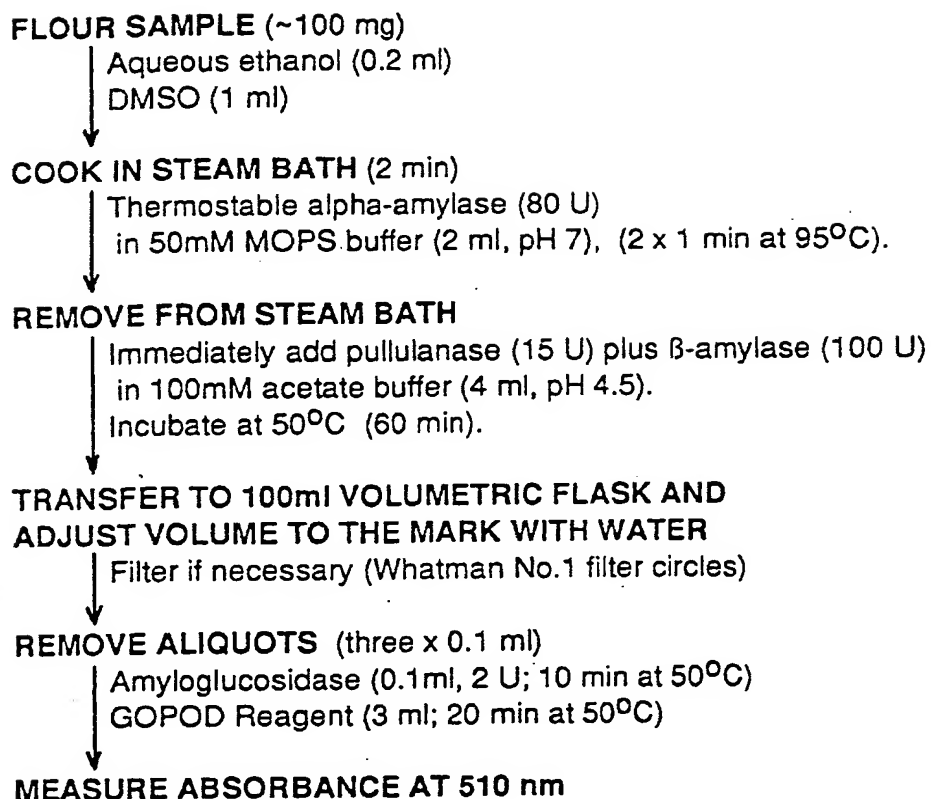 FLOUR SAMPLE (~100 mg)
Aqueous ethanol (0.2 ml)
DMSO (1 ml)
COOK IN STEAM BATH (2 min)
Thermostable alpha-amylase (80 U)
in 50mM MOPS buffer (2 ml, pH 7), (2 x 1 min at 95°C).
REMOVE FROM STEAM BATH
Immediately add pullulanase (15 U) plus ß-amylase (100 U)
in 100mM acetate buffer (4 ml, pH 4.5).
Incubate at 50°C (60 min).
TRANSFER TO 100ml VOLUMETRIC FLASK AND
ADJUST VOLUME TO THE MARK WITH WATER
Filter if necessary (Whatman No.1 filter circles)
REMOVE ALIQUOTS (three x 0.1 ml)
Amyloglucosidase (0.1ml, 2 U; 10 min at 50°C)
GOPOD Reagent (3 ml; 20 min at 50°C)
MEASURE ABSORBANCE AT 510 nm